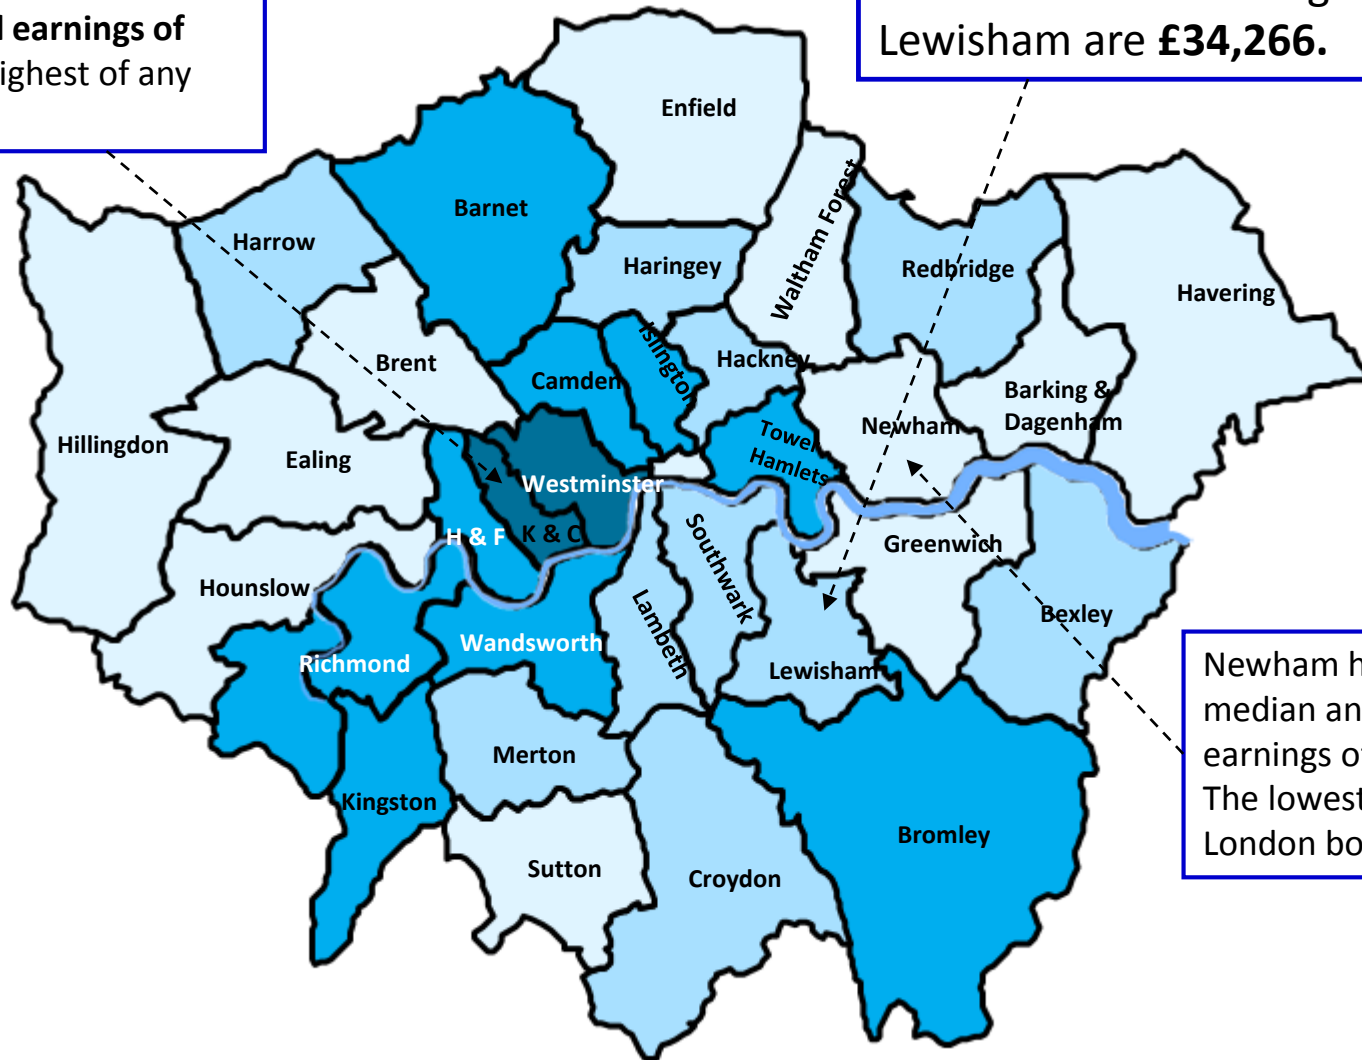 earnings of
ighest of any
Lewisham are £34,266.
Enfield
Waltham Forest
Barnet
Harrow
Haringey
Redbridge
Havering
Islington
Hackney
Brent
Camden
Barking &
Dagenham
Newham
Tower
Hamlets
Hillingdon
Ealing
Westminster
H & F
K & C
Southwark
Greenwich
Hounslow
Lambeth
Bexley
Wandsworth
Richmond
Lewisham
Newham h
median an
earnings o
The lowest
London bo
Merton
Kingston
Bromley
Sutton
Croydon